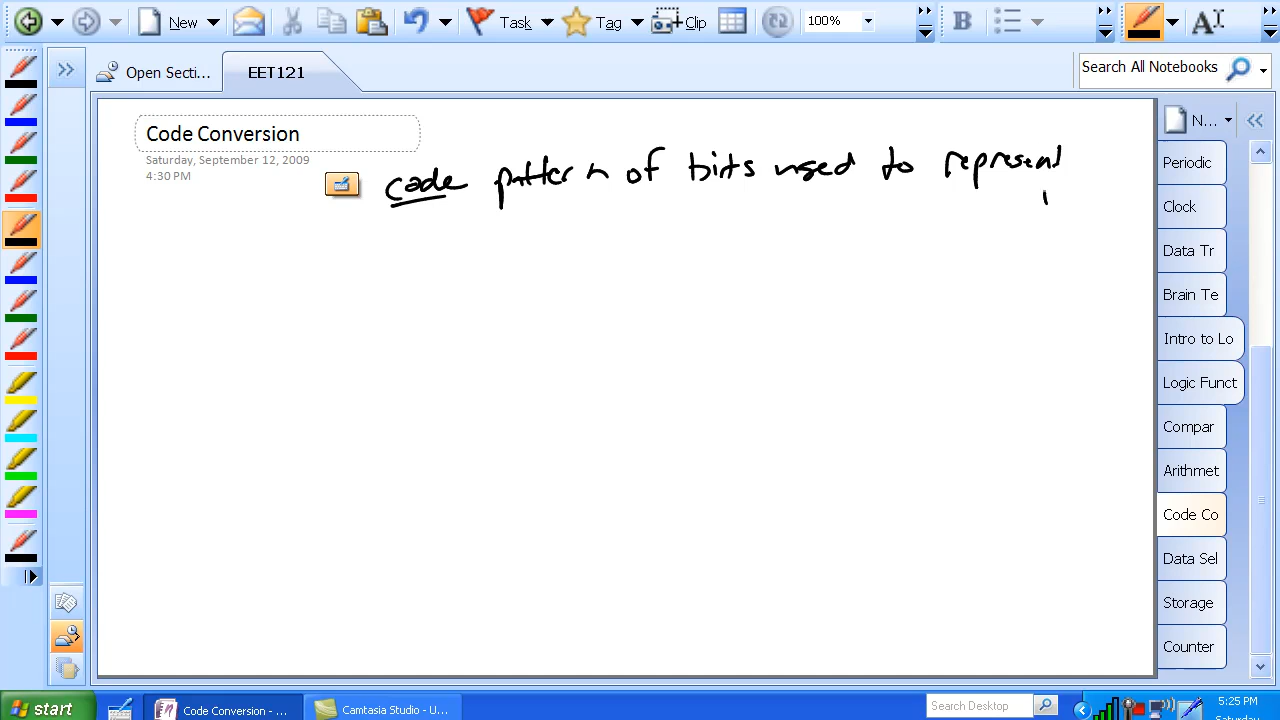 New Task Tag Clip 100% B A
Open Secti... EET121 Search All Notebooks
Code Conversion N...
Saturday, September 12, 2009
4:30 PM
code pattern of bits used to represent
Periodic
Clock
Data Tr
Brain Te
Intro to Lo
Logic Funct
Compar
Arithmet
Code Co
Data Sel
Storage
Counter
start Code Conversion - ... Camtasia Studio - U... Search Desktop 5:25 PM
Saturday